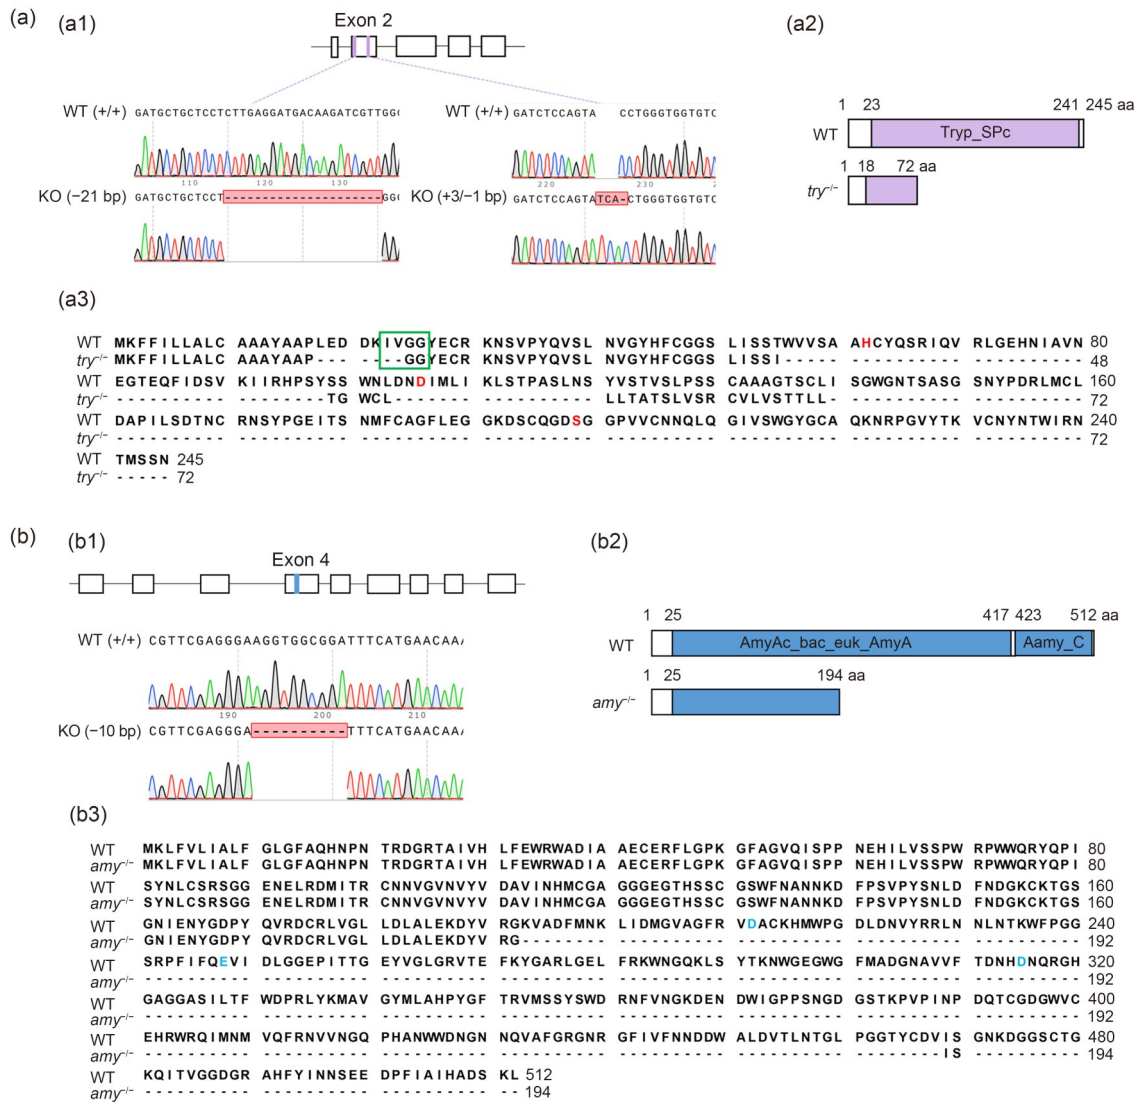 (a)
(a1)
Exon 2
WT (+/+) GATGCTGCTCCTCTTGAGGATGACAAGATCGTTGGC
110 120 130
KO (−21 bp) GATGCTGCTCCT---------------------GGC
WT (+/+) GATCTCCAGTA CCTGGGTGGTGTC
220 230
KO (+3/−1 bp) GATCTCCAGTATCA-CTGGGTGGTGTC
(a2)
1 23 241 245 aa
WT Tryp_SPc
1 18 72 aa
try−/−
(a3)
WT MKFFILLALC AAAYAAPLED DKIVGGYECR KNSVPYQVSL NVGYHFCGGS LISSTWVVSA AHCYQSRIQV RLGEHNIAVN 80
try−/− MKFFILLALC AAAYAAP--- ----GGYECR KNSVPYQVSL NVGYHFCGGS LISSI----- ---------- ---------- 48
WT EGTEQFIDSV KIIRHPSYSS WNLDNDIMLI KLSTPASLNS YVSTVSLPSS CAAAGTSCLI SGWGNTSASG SNYPDRLMCL 160
try−/− ---------- --------TG WCL------- ---------- LLTATSLVSR CVLVSTTLL- ---------- ---------- 72
WT DAPILSDTNC RNSYPGEITS NMFCAGFLEG GKDSCQGDSG GPVVCNNQLQ GIVSWGYGCA QKNRPGVYTK VCNYNTWIRN 240
try−/− ---------- ---------- ---------- ---------- ---------- ---------- ---------- ---------- 72
WT TMSSN 245
try−/− ----- 72
(b)
(b1)
Exon 4
WT (+/+) CGTTCGAGGGAAGGTGGCGGATTTCATGAACAAA
190 200 210
KO (−10 bp) CGTTCGAGGGA----------TTTCATGAACAAA
(b2)
1 25 417 423 512 aa
WT AmyAc_bac_euk_AmyA Aamy_C
1 25 194 aa
amy−/−
(b3)
WT MKLFVLIALF GLGFAQHNPN TRDGRTAIVH LFEWRWADIA AECERFLGPK GFAGVQISPP NEHILVSSPW RPWWQRYQPI 80
amy−/− MKLFVLIALF GLGFAQHNPN TRDGRTAIVH LFEWRWADIA AECERFLGPK GFAGVQISPP NEHILVSSPW RPWWQRYQPI 80
WT SYNLCSRSGG ENELRDMITR CNNVGVNVYV DAVINHMCGA GGGEGTHSSC GSWFNANNKD FPSVPYSNLD FNDGKCKTGS 160
amy−/− SYNLCSRSGG ENELRDMITR CNNVGVNVYV DAVINHMCGA GGGEGTHSSC GSWFNANNKD FPSVPYSNLD FNDGKCKTGS 160
WT GNIENYGDPY QVRDCRLVGL LDLALEKDYV RGKVADFMNK LIDMGVAGFR VDACKHMWPG DLDNVYRRLN NLNTKWFPGG 240
amy−/− GNIENYGDPY QVRDCRLVGL LDLALEKDYV RG-------- ---------- ---------- ---------- ---------- 192
WT SRPFIFQEVI DLGGEPITTG EYVGLGRVTE FKYGARLGEL FRKWNGQKLS YTKNWGEGWG FMADGNAVVF TDNHDNQRGH 320
amy−/− ---------- ---------- ---------- ---------- ---------- ---------- ---------- ---------- 192
WT GAGGASILTF WDPRLYKMAV GYMLAHPYGF TRVMSSYSWD RNFVNGKDEN DWIGPPSNGD GSTKPVPINP DQTCGDGWVC 400
amy−/− ---------- ---------- ---------- ---------- ---------- ---------- ---------- ---------- 192
WT EHRWRQIMNM VQFRNVVNGQ PHANWWDNGN NQVAFGRGNR GFIVFNNDDW ALDVTLNTGL PPGGTYCDVIS GNKDGGSCTG 480
amy−/− ---------- ---------- ---------- ---------- ---------- ---------- --------IS ---------- 194
WT KQITVGGDGR AHFYINNSEE DPFIAIHADS KL 512
amy−/− ---------- ---------- ---------- -- 194